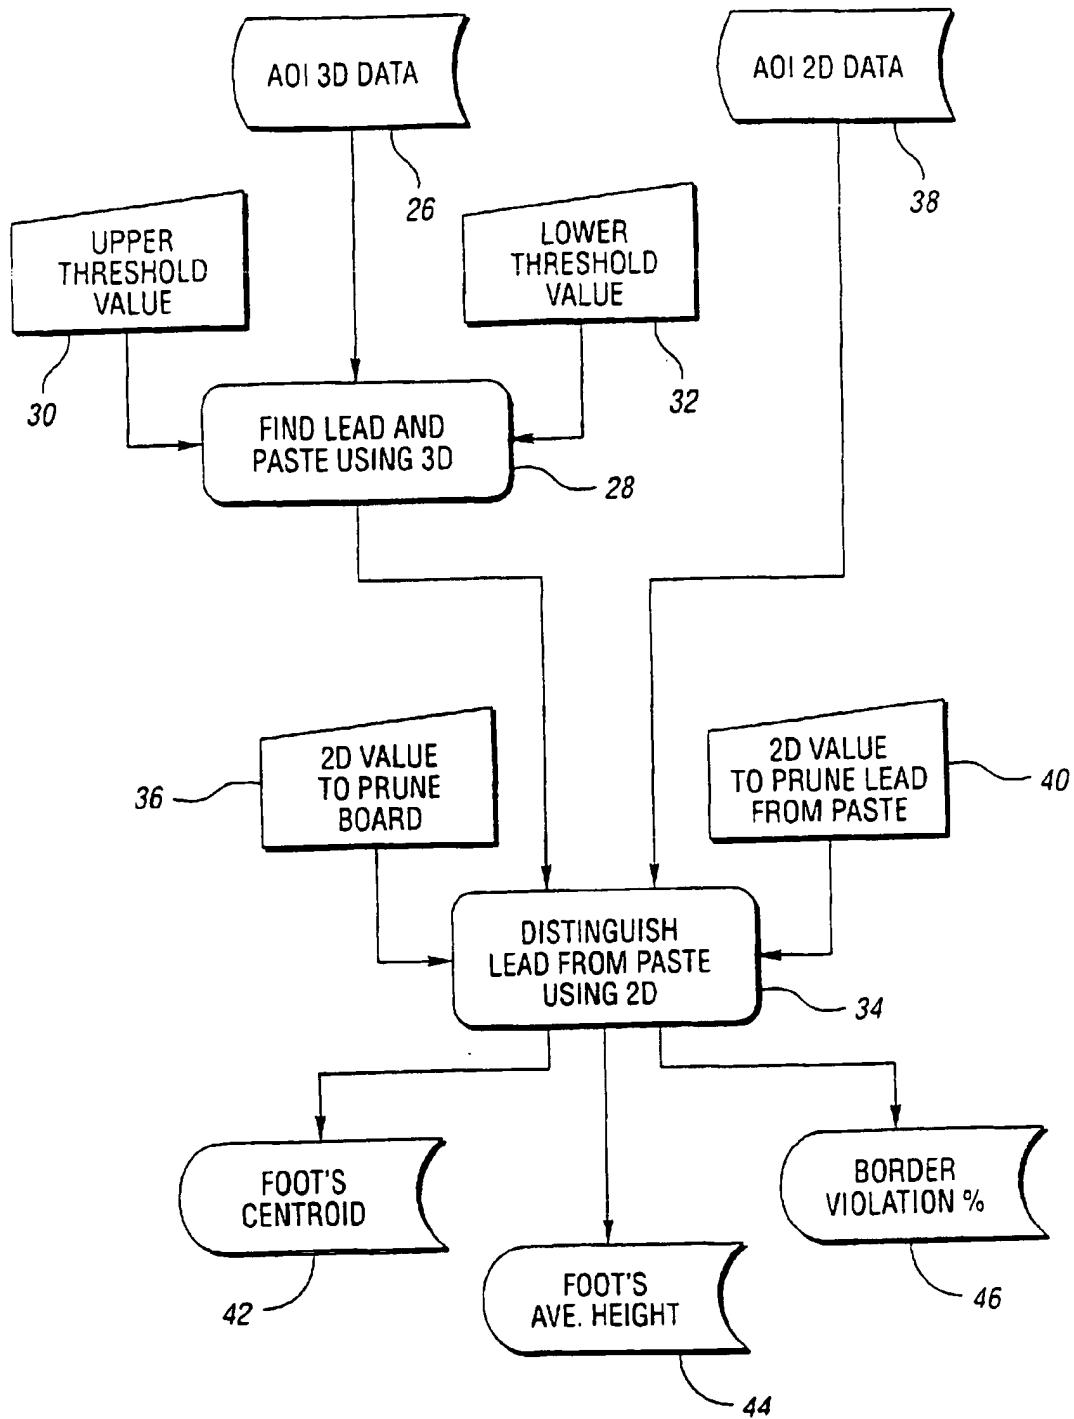 AOI 3D DATA
26
AOI 2D DATA
38
UPPER
THRESHOLD
VALUE
30
LOWER
THRESHOLD
VALUE
32
FIND LEAD AND
PASTE USING 3D
28
2D VALUE
TO PRUNE
BOARD
36
2D VALUE
TO PRUNE LEAD
FROM PASTE
40
DISTINGUISH
LEAD FROM PASTE
USING 2D
34
FOOT'S
CENTROID
42
FOOT'S
AVE. HEIGHT
44
BORDER
VIOLATION %
46